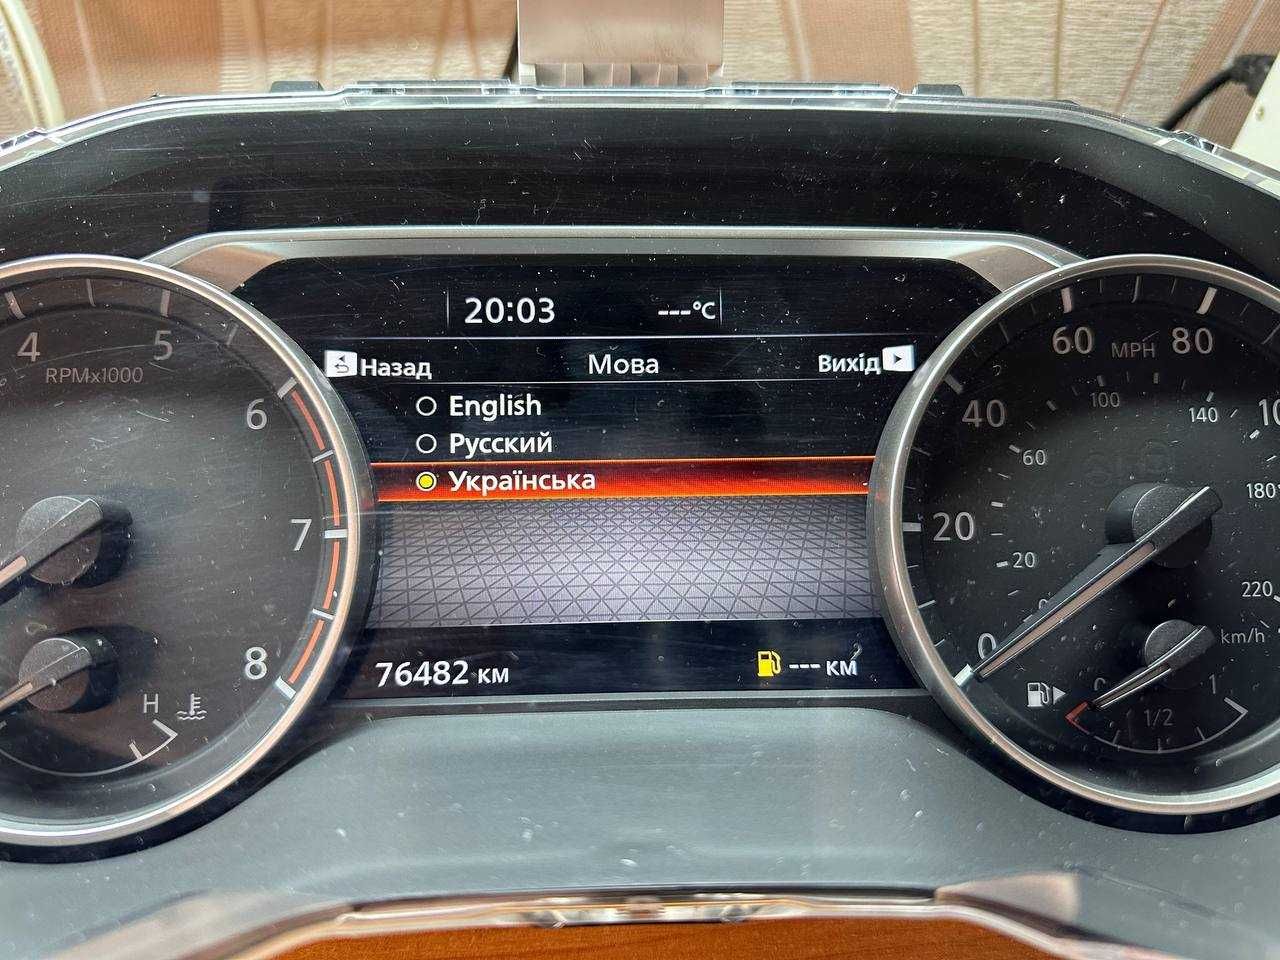 20:03 ---°C
Назад Мова Вихід
English
Русский
Українська
76482 км --- км
4 5 6 7 8
RPMx1000
H
0 20 40 60 80
MPH
20 60 100 140 180 220
km/h
0 1/2 1